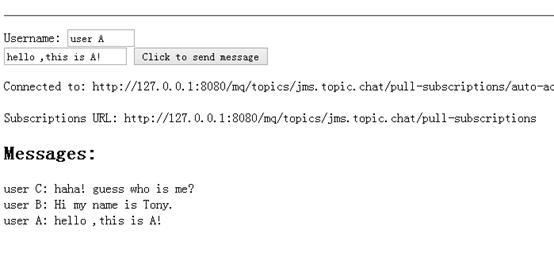 Username: user A
hello ,this is A! Click to send message
Connected to: http://127.0.0.1:8080/mq/topics/jms.topic.chat/pull-subscriptions/auto-ac
Subscriptions URL: http://127.0.0.1:8080/mq/topics/jms.topic.chat/pull-subscriptions
Messages:
user C: haha! guess who is me?
user B: Hi my name is Tony.
user A: hello ,this is A!